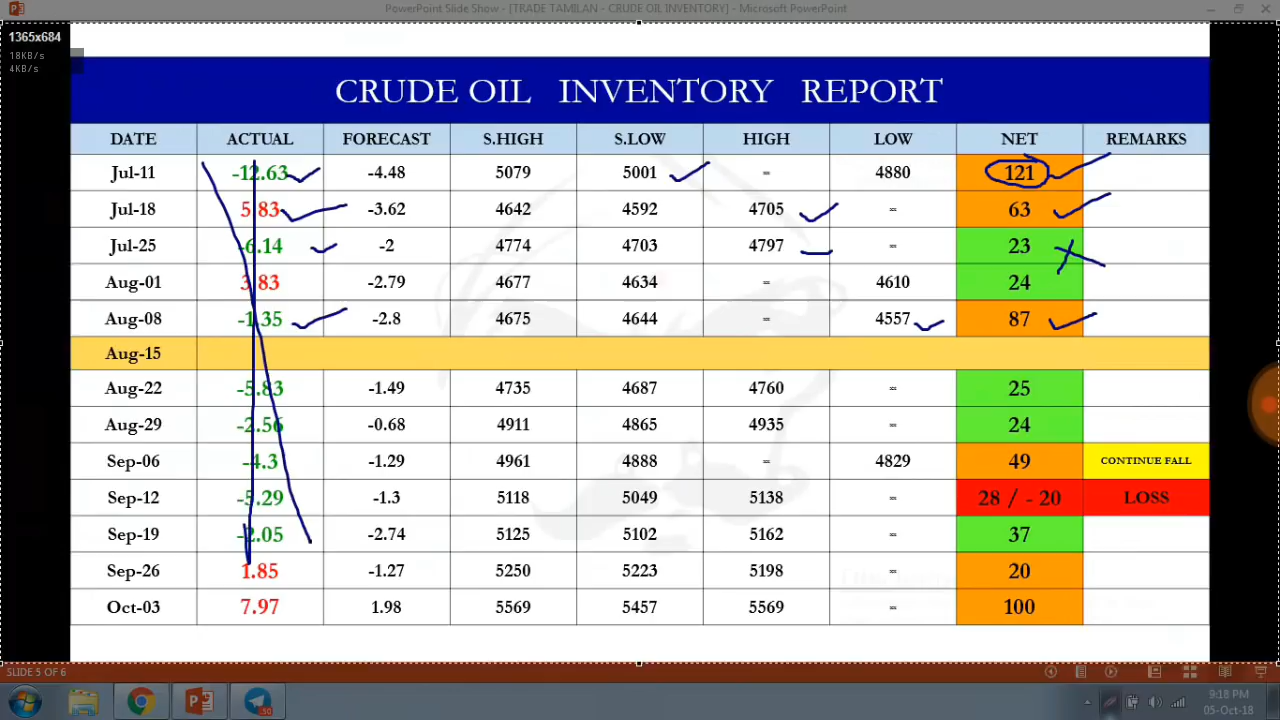 PowerPoint Slide Show - [TRADE TAMILAN - CRUDE OIL INVENTORY] - Microsoft PowerPoint
1365x684
18KB/s
4KB/s
CRUDE OIL INVENTORY REPORT
DATE ACTUAL FORECAST S.HIGH S.LOW HIGH LOW NET REMARKS
Jul-11 -12.63 -4.48 5079 5001 = 4880 121
Jul-18 5.83 -3.62 4642 4592 4705 = 63
Jul-25 -6.14 -2 4774 4703 4797 = 23
Aug-01 3.83 -2.79 4677 4634 = 4610 24
Aug-08 -1.35 -2.8 4675 4644 = 4557 87
Aug-15
Aug-22 -5.83 -1.49 4735 4687 4760 = 25
Aug-29 -2.56 -0.68 4911 4865 4935 = 24
Sep-06 -4.3 -1.29 4961 4888 = 4829 49 CONTINUE FALL
Sep-12 -5.29 -1.3 5118 5049 5138 = 28 / - 20 LOSS
Sep-19 -2.05 -2.74 5125 5102 5162 = 37
Sep-26 1.85 -1.27 5250 5223 5198 = 20
Oct-03 7.97 1.98 5569 5457 5569 = 100
SLIDE 5 OF 6
9:18 PM
05-Oct-18